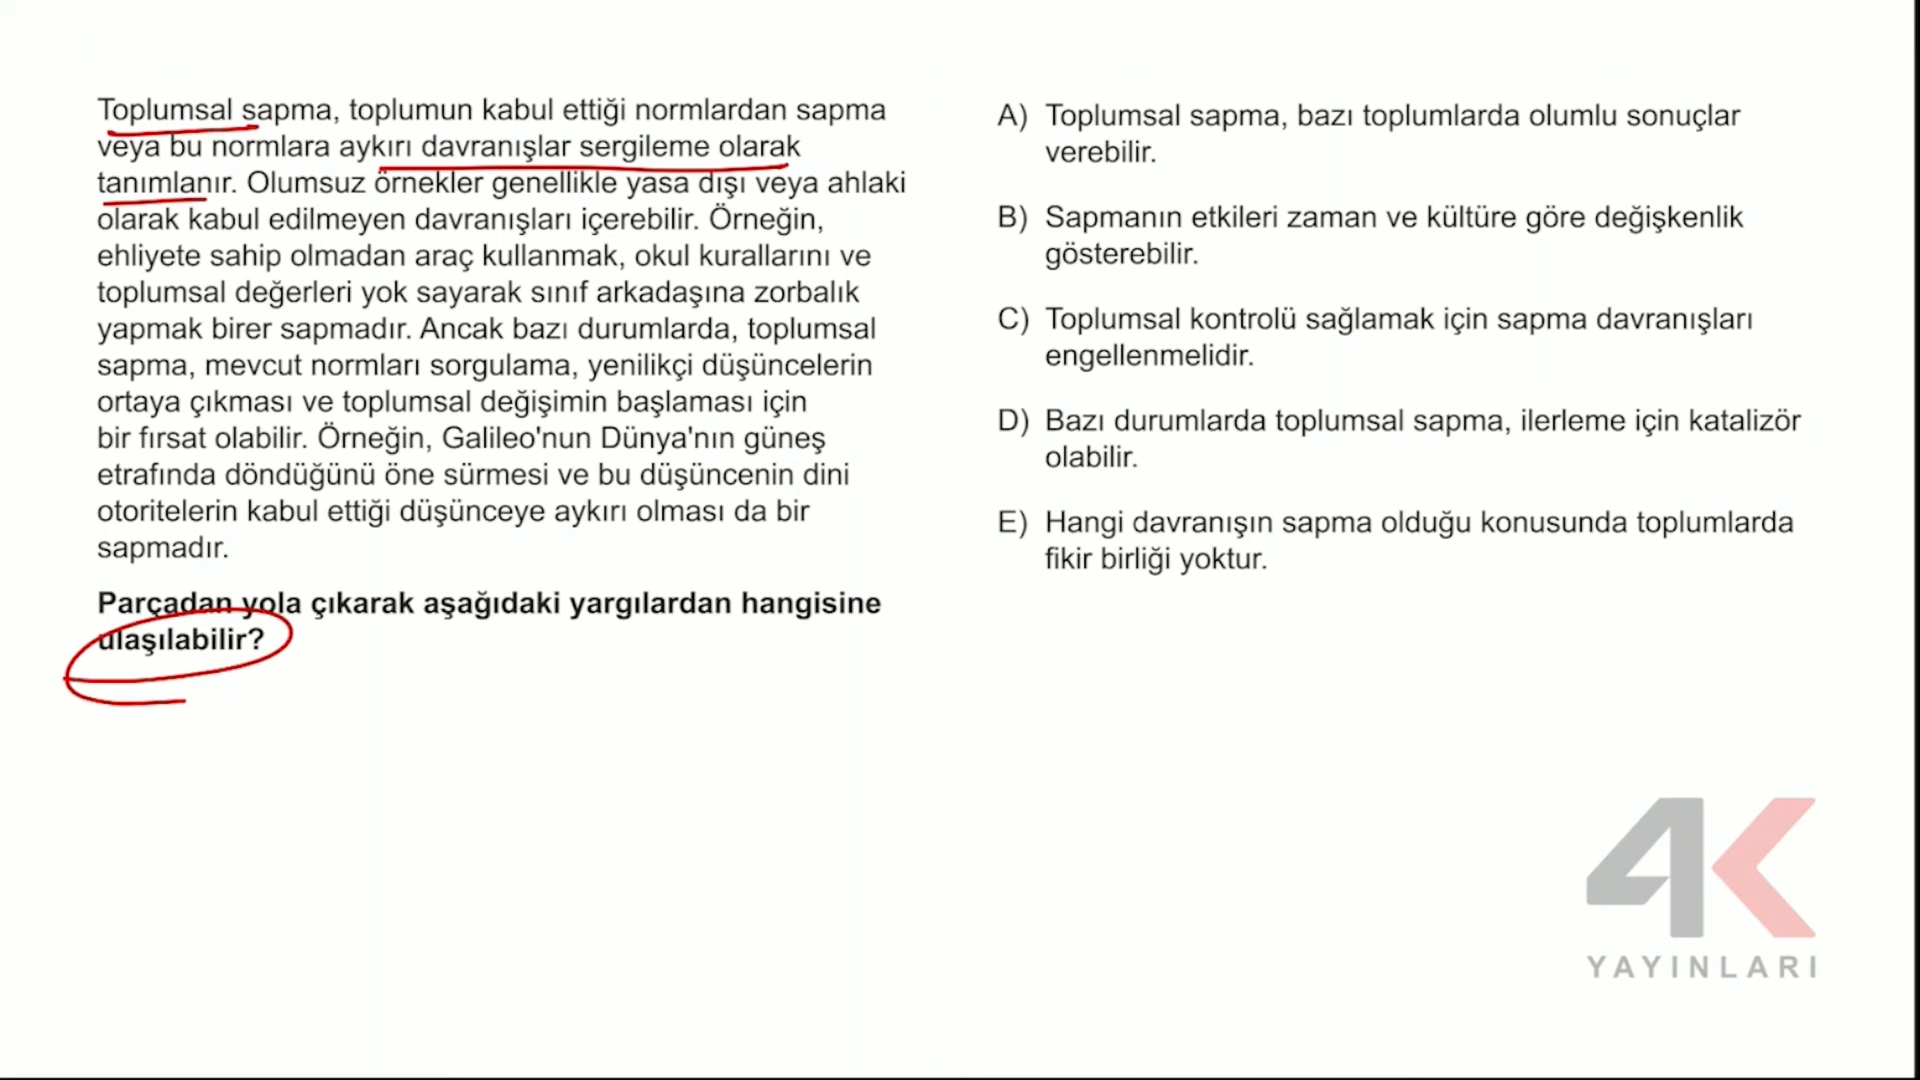 Toplumsal sapma, toplumun kabul ettiği normlardan sapma
veya bu normlara aykırı davranışlar sergileme olarak
tanımlanır. Olumsuz örnekler genellikle yasa dışı veya ahlaki
olarak kabul edilmeyen davranışları içerebilir. Örneğin,
ehliyete sahip olmadan araç kullanmak, okul kurallarını ve
toplumsal değerleri yok sayarak sınıf arkadaşına zorbalık
yapmak birer sapmadır. Ancak bazı durumlarda, toplumsal
sapma, mevcut normları sorgulama, yenilikçi düşüncelerin
ortaya çıkması ve toplumsal değişimin başlaması için
bir fırsat olabilir. Örneğin, Galileo'nun Dünya'nın güneş
etrafında döndüğünü öne sürmesi ve bu düşüncenin dini
otoritelerin kabul ettiği düşünceye aykırı olması da bir
sapmadır.
Parçadan yola çıkarak aşağıdaki yargılardan hangisine
ulaşılabilir?
A) Toplumsal sapma, bazı toplumlarda olumlu sonuçlar
verebilir.
B) Sapmanın etkileri zaman ve kültüre göre değişkenlik
gösterebilir.
C) Toplumsal kontrolü sağlamak için sapma davranışları
engellenmelidir.
D) Bazı durumlarda toplumsal sapma, ilerleme için katalizör
olabilir.
E) Hangi davranışın sapma olduğu konusunda toplumlarda
fikir birliği yoktur.
4K
YAYINLARI